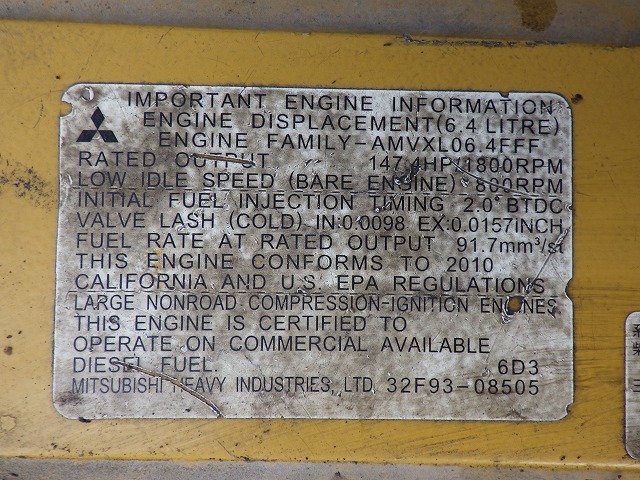 IMPORTANT ENGINE INFORMATION
ENGINE DISPLACEMENT(6.4 LITRE)
ENGINE FAMILY-AMVXL06.4FFF
RATED OUTPUT 147.4HP/1800RPM
LOW IDLE SPEED (BARE ENGINE) 800RPM
INITIAL FUEL INJECTION TIMING 2.0° BTDC
VALVE LASH (COLD) IN:0.0098 EX:0.0157INCH
FUEL RATE AT RATED OUTPUT 91.7mm³/st
THIS ENGINE CONFORMS TO 2010
CALIFORNIA AND U.S. EPA REGULATIONS
LARGE NONROAD COMPRESSION-IGNITION ENGINES
THIS ENGINE IS CERTIFIED TO
OPERATE ON COMMERCIAL AVAILABLE
DIESEL FUEL. 6D3
MITSUBISHI HEAVY INDUSTRIES, LTD. 32F93-08505